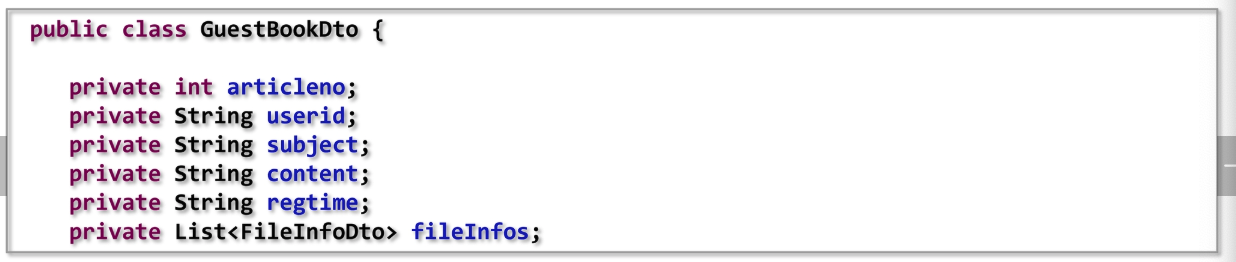 public class GuestBookDto {
private int articleno;
private String userid;
private String subject;
private String content;
private String regtime;
private List<FileInfoDto> fileInfos;